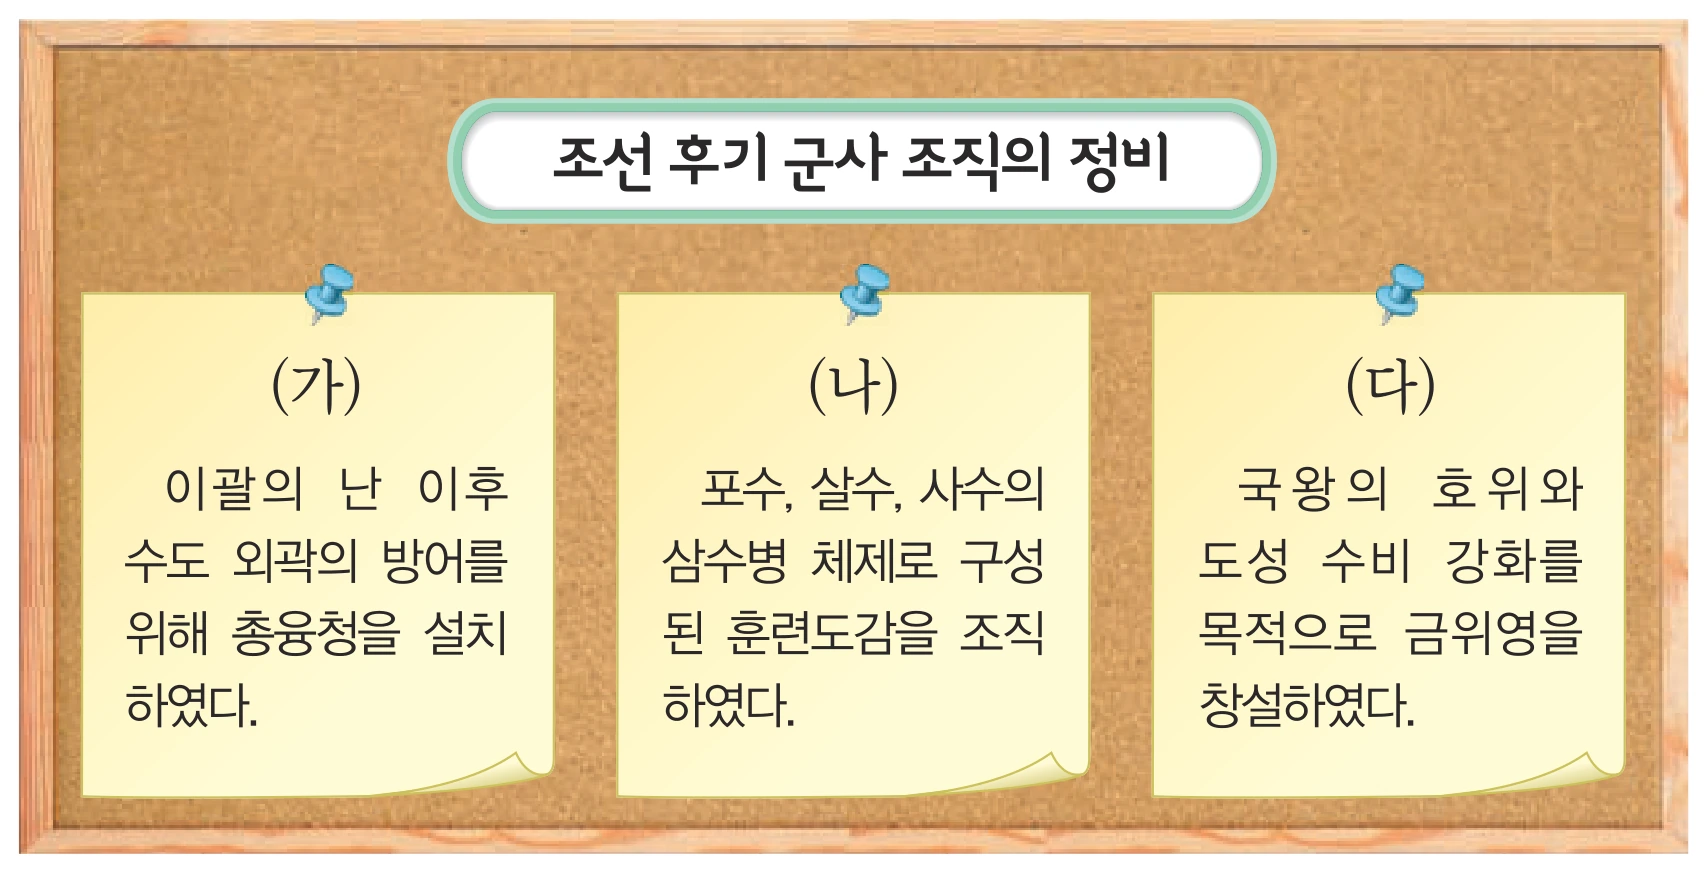 조선 후기 군사 조직의 정비
(가)
이괄의 난 이후
수도 외곽의 방어를
위해 총융청을 설치
하였다.
(나)
포수, 살수, 사수의
삼수병 체제로 구성
된 훈련도감을 조직
하였다.
(다)
국왕의 호위와
도성 수비 강화를
목적으로 금위영을
창설하였다.